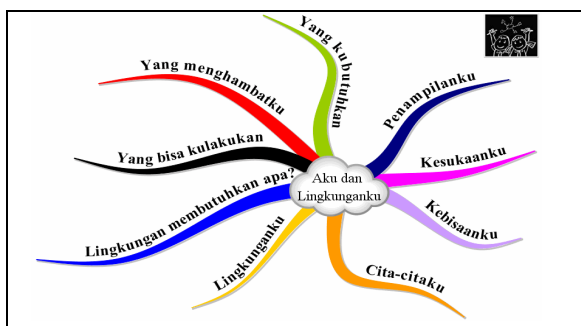 Aku dan
Lingkunganku
Penampilanku
Kesukaanku
Kebisaanku
Cita-citaku
Lingkunganku
Lingkungan membutuhkan apa?
Yang bisa kulakukan
Yang menghambatku
Yang kubutuhkan